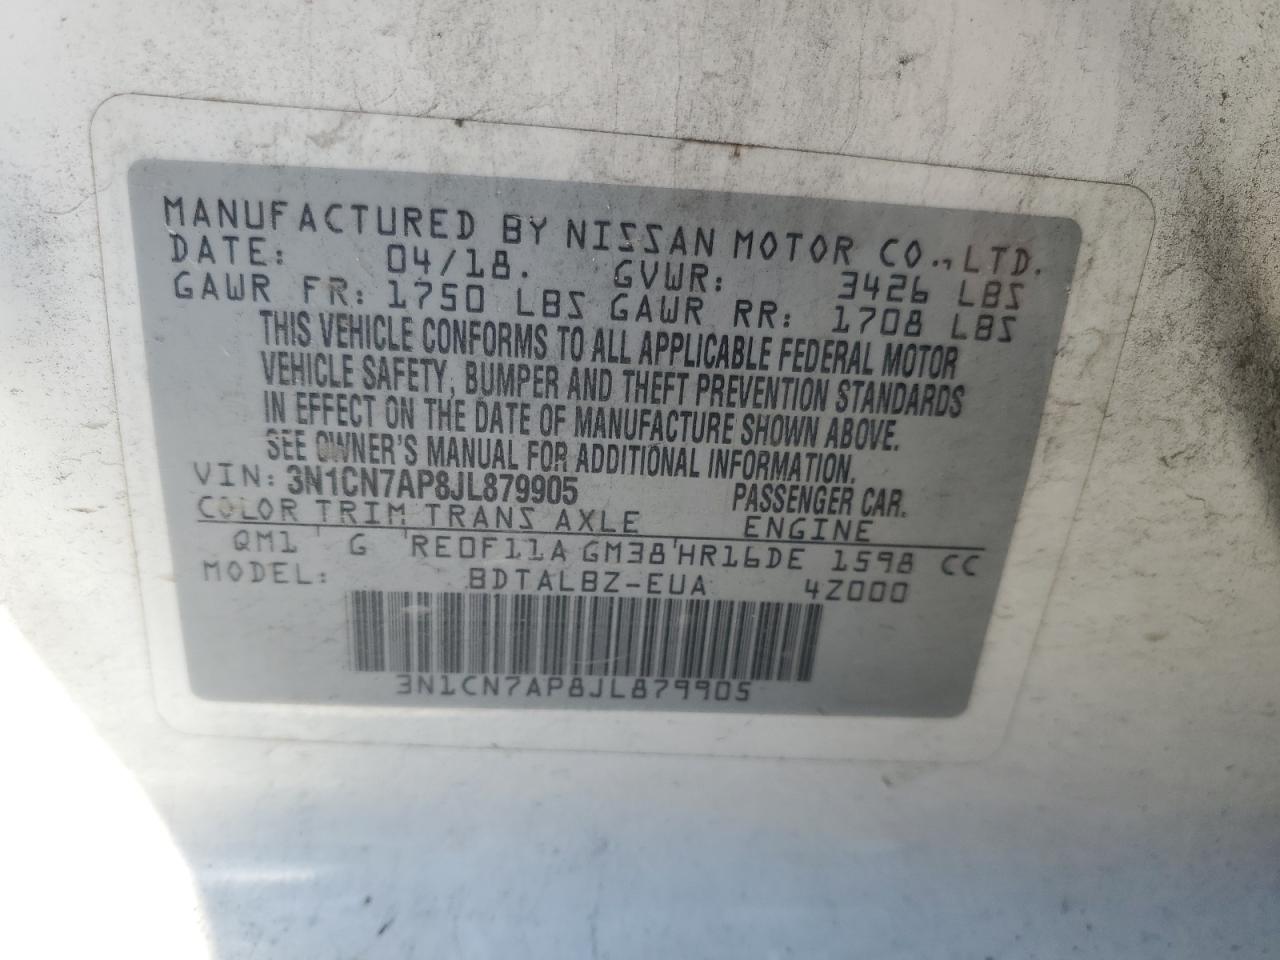 MANUFACTURED BY NISSAN MOTOR CO., LTD.
DATE: 04/18. GVWR: 3426 LBS
GAWR FR: 1750 LBS GAWR RR: 1708 LBS
THIS VEHICLE CONFORMS TO ALL APPLICABLE FEDERAL MOTOR
VEHICLE SAFETY, BUMPER AND THEFT PREVENTION STANDARDS
IN EFFECT ON THE DATE OF MANUFACTURE SHOWN ABOVE.
SEE OWNER'S MANUAL FOR ADDITIONAL INFORMATION.
VIN: 3N1CN7AP8JL879905 PASSENGER CAR.
COLOR TRIM TRANS AXLE ENGINE
QM1 ' G 'RE0F11A GM38'HR16DE 1598 CC
MODEL: BDTALBZ-EUA 4Z000
3N1CN7AP8JL879905